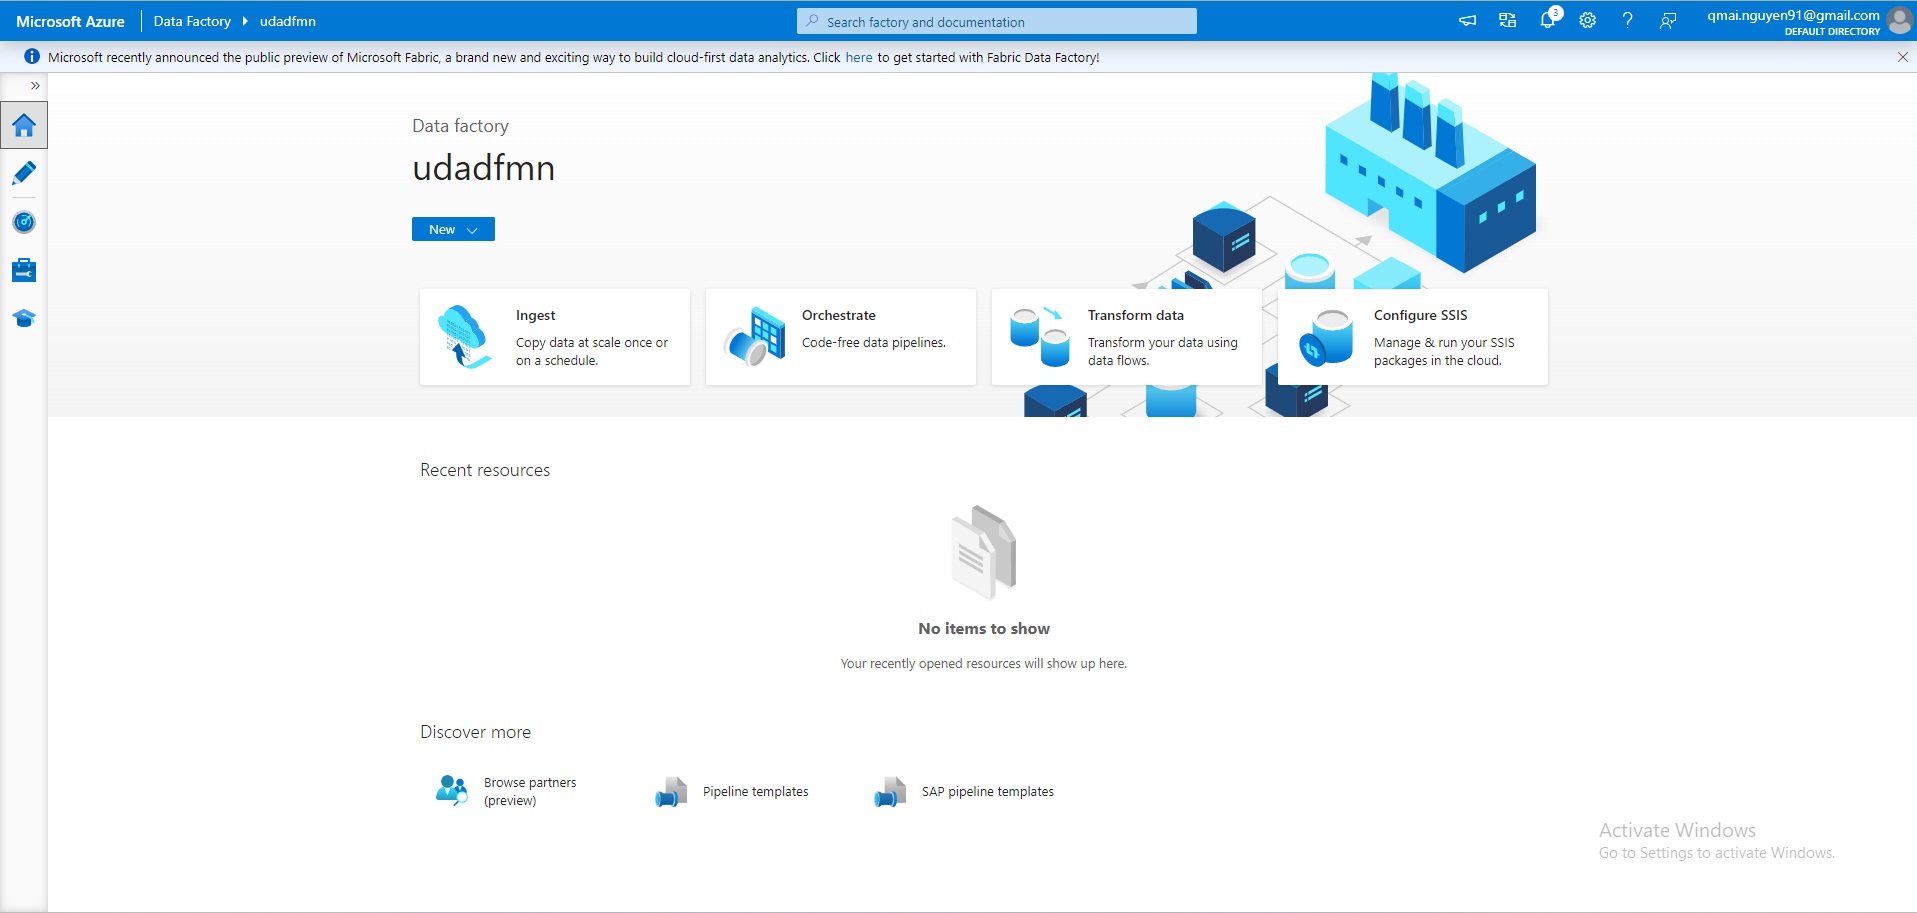 Microsoft Azure
Data Factory
udadfmn
Search factory and documentation
3
qmai.nguyen91@gmail.com
DEFAULT DIRECTORY
Microsoft recently announced the public preview of Microsoft Fabric, a brand new and exciting way to build cloud-first data analytics. Click here to get started with Fabric Data Factory!
Data factory
udadfmn
New
Ingest
Copy data at scale once or
on a schedule.
Orchestrate
Code-free data pipelines.
Transform data
Transform your data using
data flows.
Configure SSIS
Manage & run your SSIS
packages in the cloud.
Recent resources
No items to show
Your recently opened resources will show up here.
Discover more
Browse partners
(preview)
Pipeline templates
SAP pipeline templates
Activate Windows
Go to Settings to activate Windows.